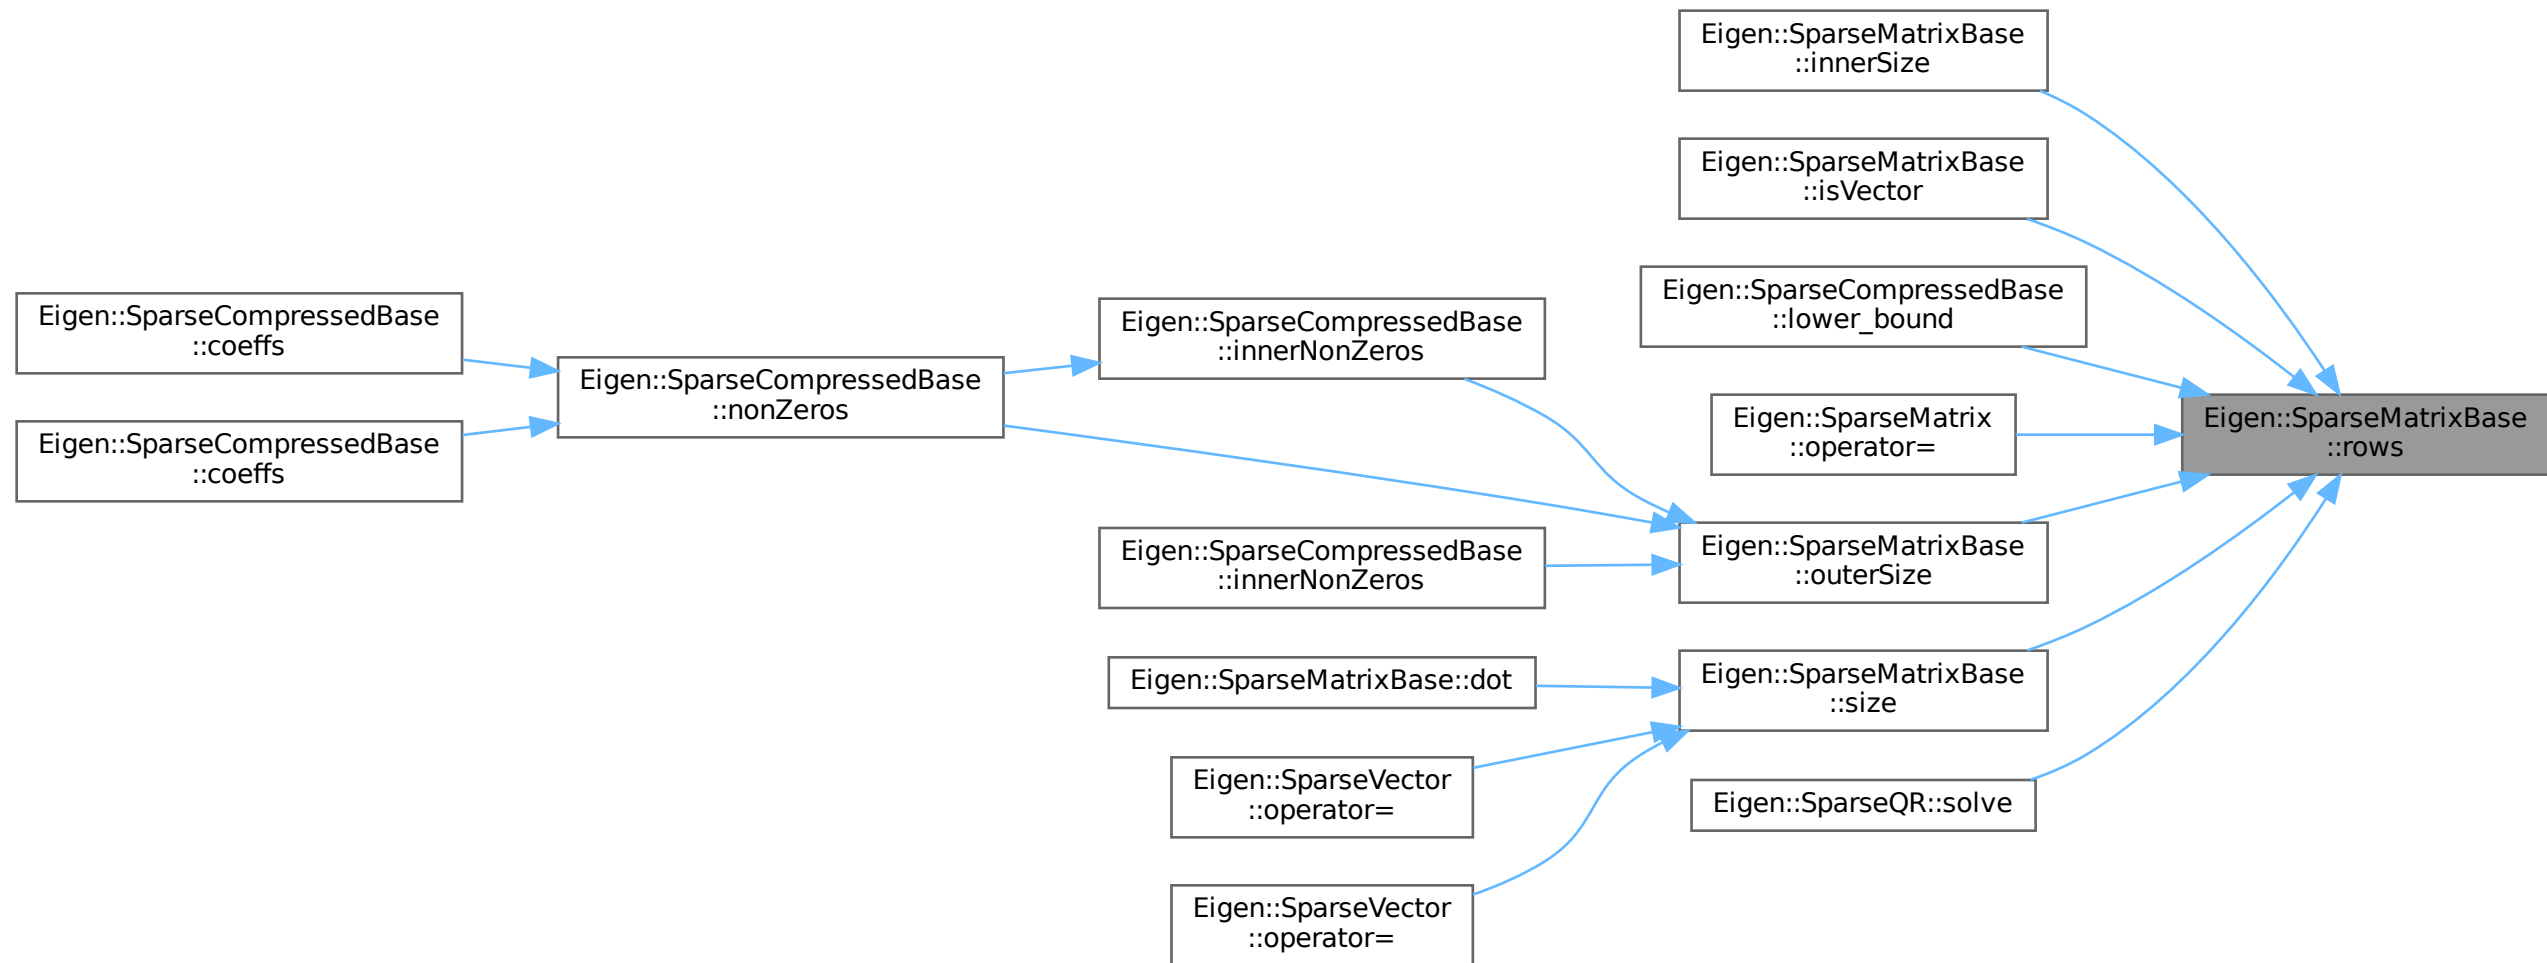 Eigen::SparseMatrixBase
::innerSize
Eigen::SparseMatrixBase
::isVector
Eigen::SparseCompressedBase
::lower_bound
Eigen::SparseCompressedBase
::coeffs
Eigen::SparseCompressedBase
::innerNonZeros
Eigen::SparseCompressedBase
::nonZeros
Eigen::SparseMatrix
::operator=
Eigen::SparseMatrixBase
::rows
Eigen::SparseCompressedBase
::coeffs
Eigen::SparseCompressedBase
::innerNonZeros
Eigen::SparseMatrixBase
::outerSize
Eigen::SparseMatrixBase::dot
Eigen::SparseMatrixBase
::size
Eigen::SparseVector
::operator=
Eigen::SparseQR::solve
Eigen::SparseVector
::operator=